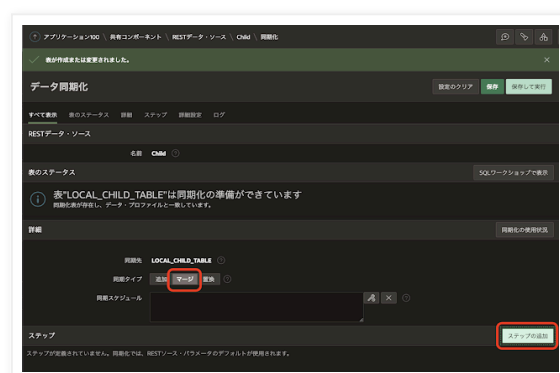 アプリケーション100 \ 共有コンポーネント \ RESTデータ・ソース \ Child \ 同期化
表が作成または変更されました。
データ同期化
設定のクリア 保存 保存して実行
すべて表示 表のステータス 詳細 ステップ 詳細設定 ログ
RESTデータ・ソース
名前 Child
表のステータス SQLワークショップで表示
表"LOCAL_CHILD_TABLE"は同期化の準備ができています
同期化表が存在し、データ・プロファイルと一致しています。
詳細 同期化の使用状況
同期先 LOCAL_CHILD_TABLE
同期タイプ 追加 マージ 置換
同期スケジュール
ステップ ステップの追加
ステップが定義されていません。同期化では、RESTソース・パラメータのデフォルトが使用されます。